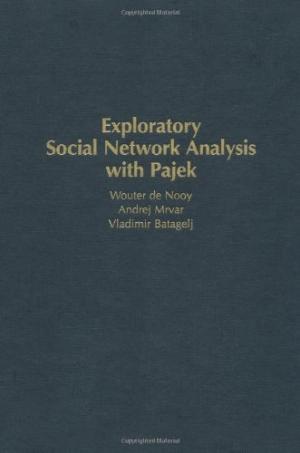 Exploratory
Social Network Analysis
with Pajek
Wouter de Nooy
Andrej Mrvar
Vladimir Batagelj